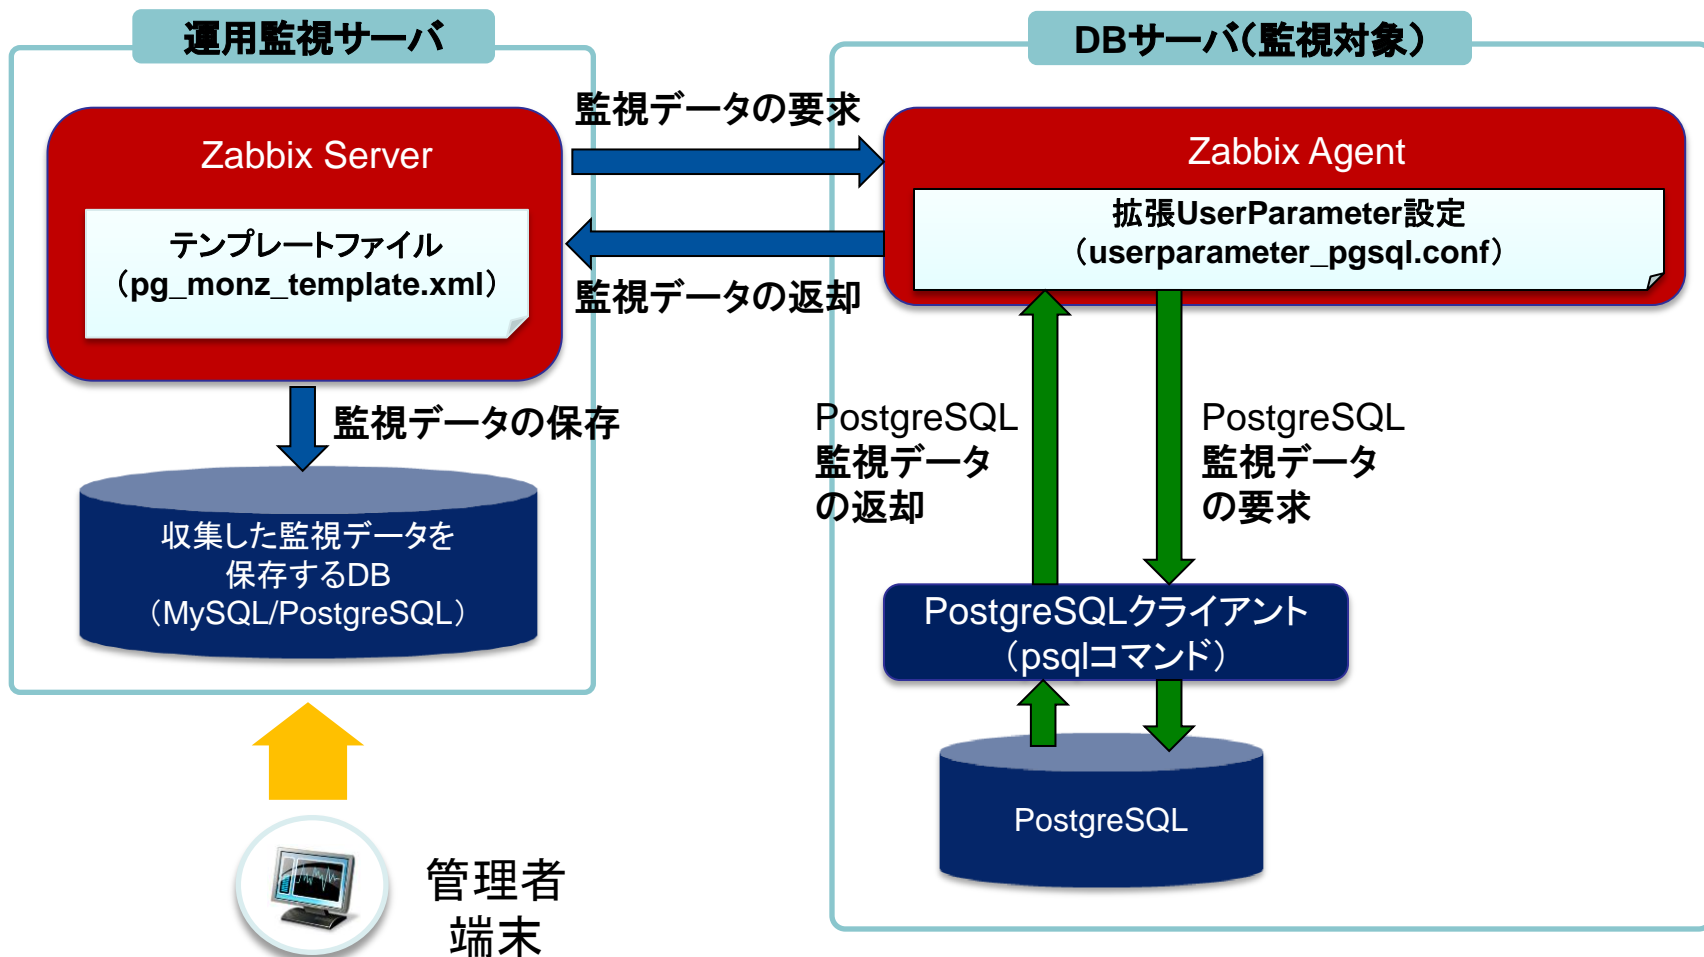 運用監視サーバ
Zabbix Server
テンプレートファイル
（pg_monz_template.xml）
監視データの保存
収集した監視データを
保存するDB
（MySQL/PostgreSQL）
管理者
端末
監視データの要求
監視データの返却
DBサーバ（監視対象）
Zabbix Agent
拡張UserParameter設定
（userparameter_pgsql.conf）
PostgreSQL
監視データ
の返却
PostgreSQL
監視データ
の要求
PostgreSQLクライアント
（psqlコマンド）
PostgreSQL